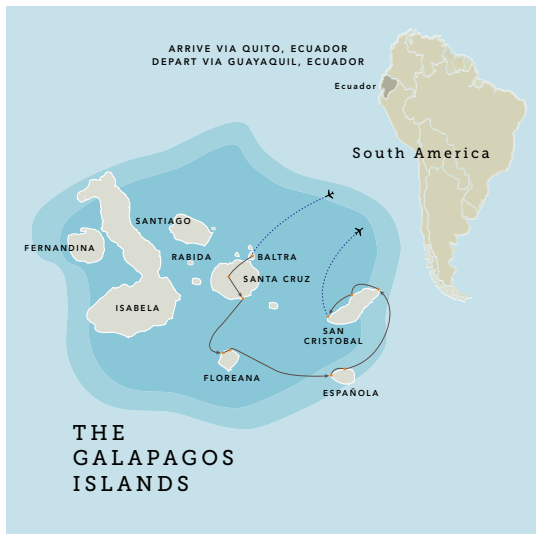 ARRIVE VIA QUITO, ECUADOR
DEPART VIA GUAYAQUIL, ECUADOR
Ecuador
South America
SANTIAGO
FERNANDINA
RABIDA
BALTRA
SANTA CRUZ
ISABELA
SAN
CRISTOBAL
FLOREANA
ESPAÑOLA
THE
GALAPAGOS
ISLANDS